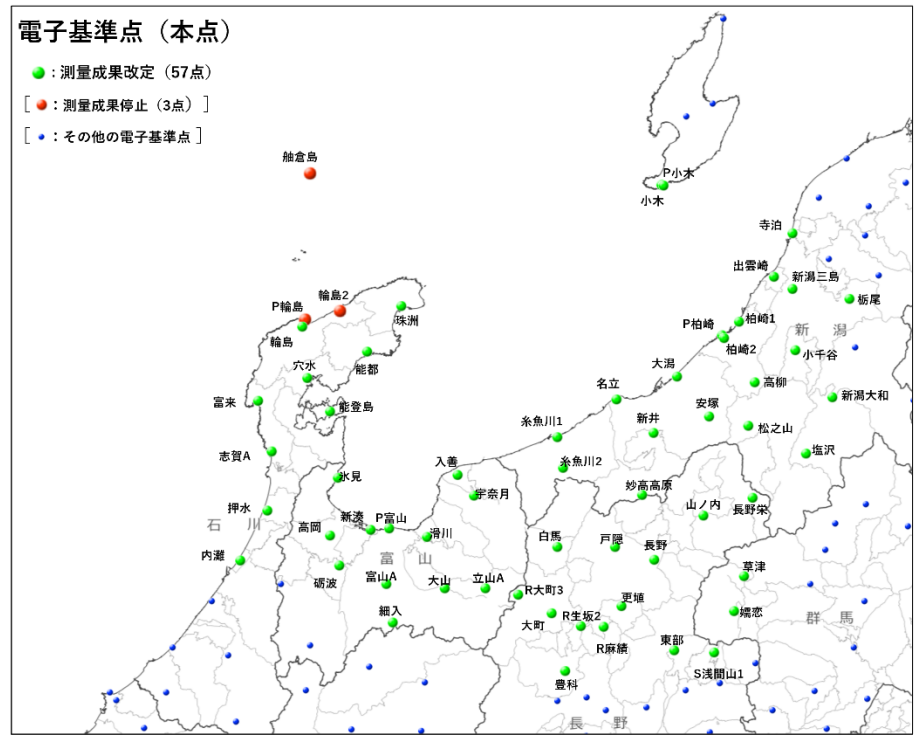 電子基準点（本点）
：測量成果改定（57点）
[ ：測量成果停止（3点） ]
[ ：その他の電子基準点 ]
舳倉島
P小木
小木
寺泊
出雲崎
新潟三島
栃尾
P輪島
輪島2
輪島
珠洲
P柏崎
柏崎1
柏崎2
新　潟
小千谷
穴水
能都
大潟
高柳
富来
能登島
名立
新潟大和
安塚
糸魚川1
新井
松之山
志賀A
入善
糸魚川2
塩沢
氷見
宇奈月
妙高高原
山ノ内
長野栄
押水
石　川
高岡
新湊
P富山
滑川
白馬
戸隠
長野
内灘
富　山
草津
砺波
富山A
大山
立山A
R大町3
更埴
嬬恋
群　馬
細入
大町
R生坂2
R麻績
東部
S浅間山1
豊科
長　野